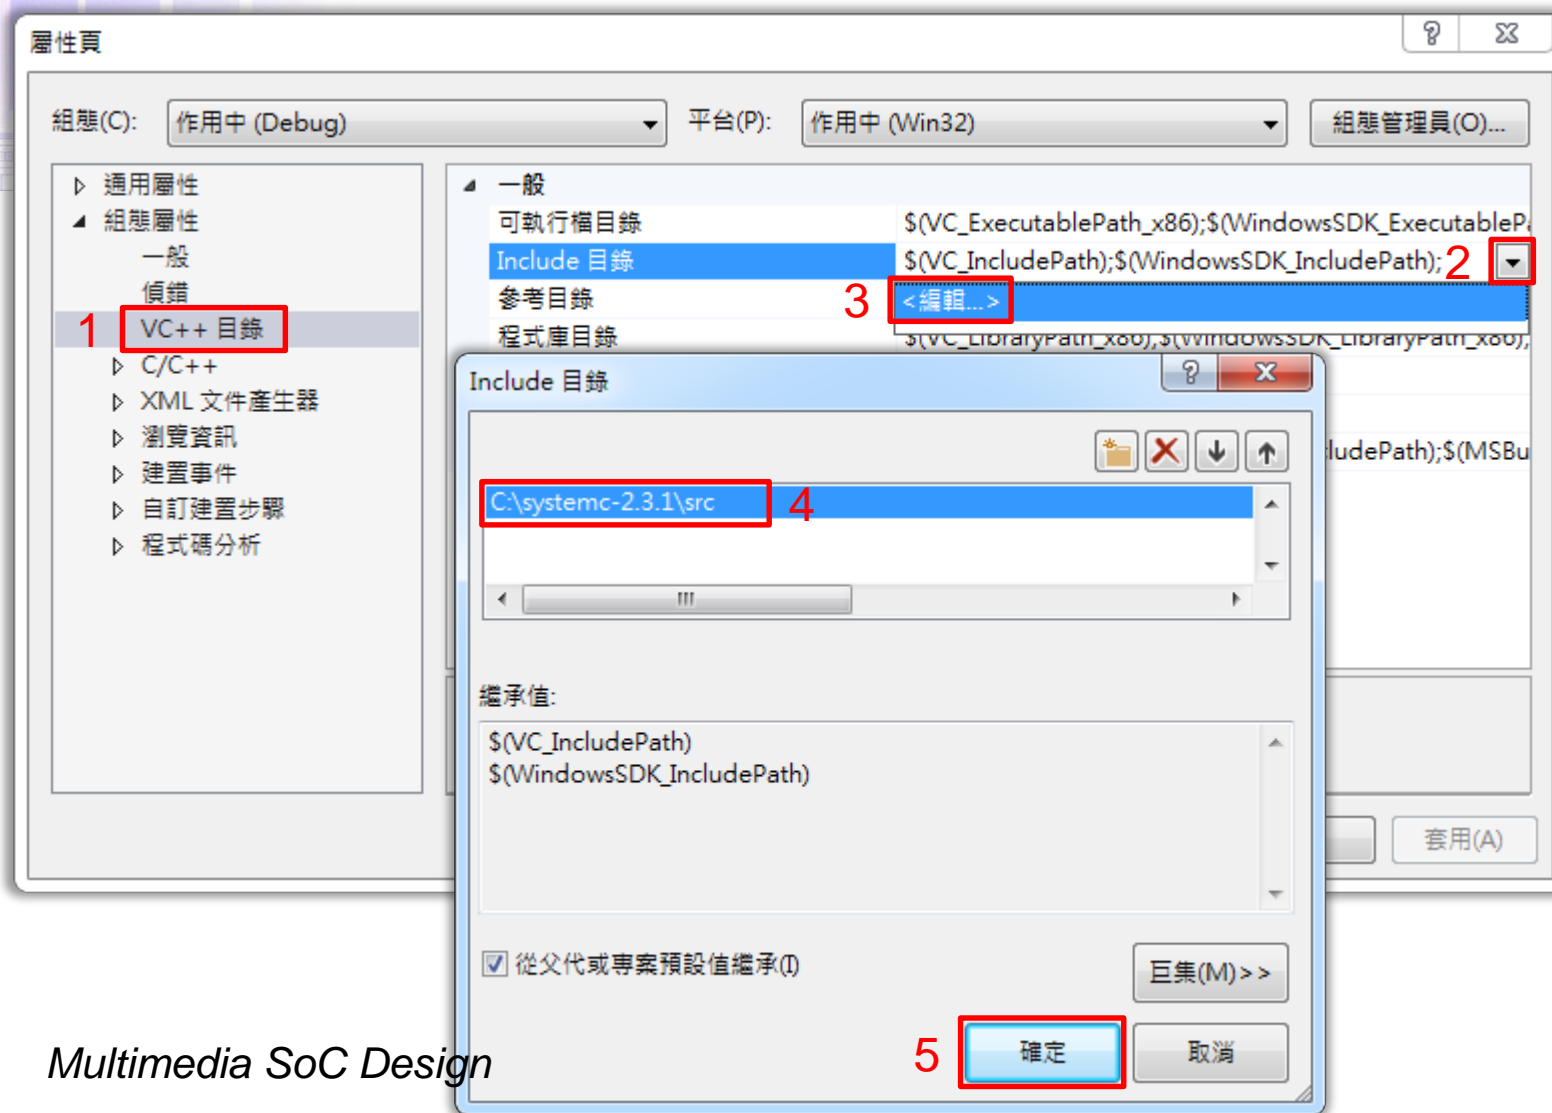 屬性頁
組態(C): 作用中 (Debug) 平台(P): 作用中 (Win32) 組態管理員(O)...
通用屬性
組態屬性
一般
偵錯
1 VC++ 目錄
C/C++
XML 文件產生器
瀏覽資訊
建置事件
自訂建置步驟
程式碼分析
一般
可執行檔目錄 $(VC_ExecutablePath_x86);$(WindowsSDK_ExecutableP
Include 目錄 $(VC_IncludePath);$(WindowsSDK_IncludePath); 2
參考目錄 3 <編輯...>
程式庫目錄 $(VC_LibraryPath_x86);$(WindowsSDK_LibraryPath_x86);
ludePath);$(MSBu
Include 目錄
C:\systemc-2.3.1\src 4
繼承值:
$(VC_IncludePath)
$(WindowsSDK_IncludePath)
套用(A)
從父代或專案預設值繼承(I)
巨集(M)>>
5 確定 取消
Multimedia SoC Design